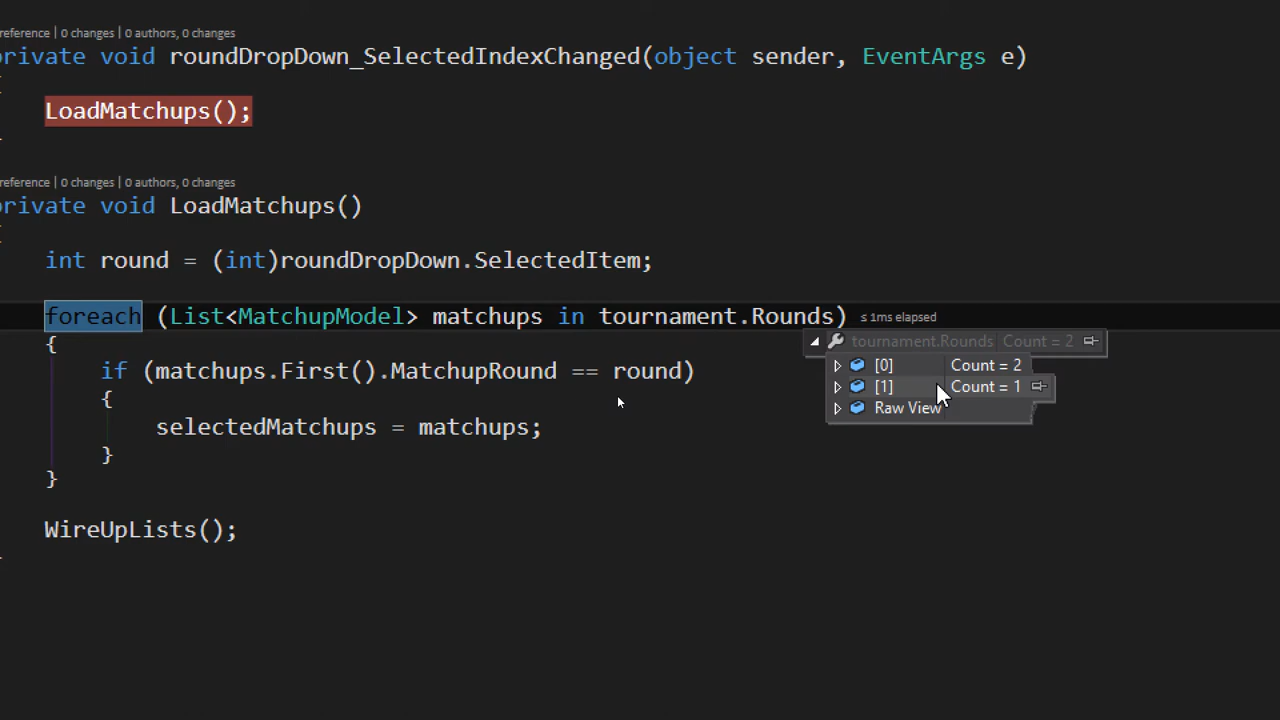 reference | 0 changes | 0 authors, 0 changes
private void roundDropDown_SelectedIndexChanged(object sender, EventArgs e)
{
LoadMatchups();
reference | 0 changes | 0 authors, 0 changes
private void LoadMatchups()
{
int round = (int)roundDropDown.SelectedItem;
foreach (List<MatchupModel> matchups in tournament.Rounds) ≤ 1ms elapsed
{
tournament.Rounds Count = 2
[0] Count = 2
[1] Count = 1
Raw View
if (matchups.First().MatchupRound == round)
{
selectedMatchups = matchups;
}
}
WireUpLists();